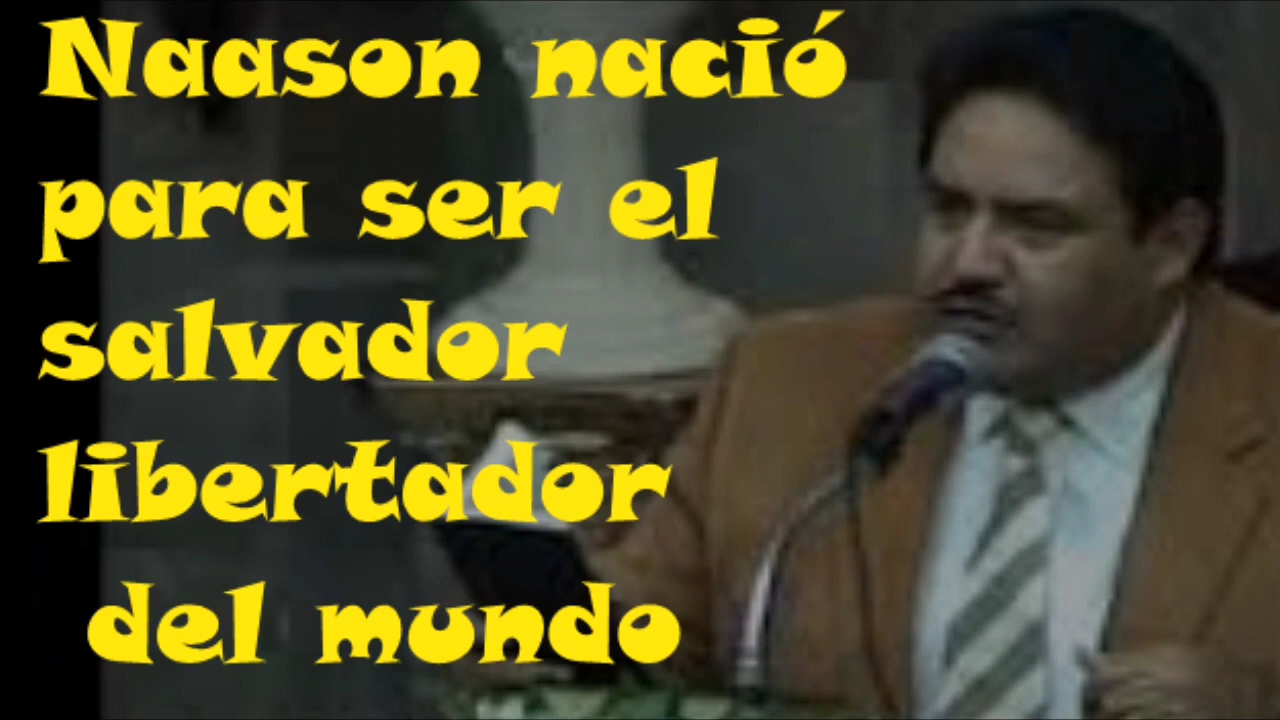 Naason nació
para ser el
salvador
libertador
del mundo